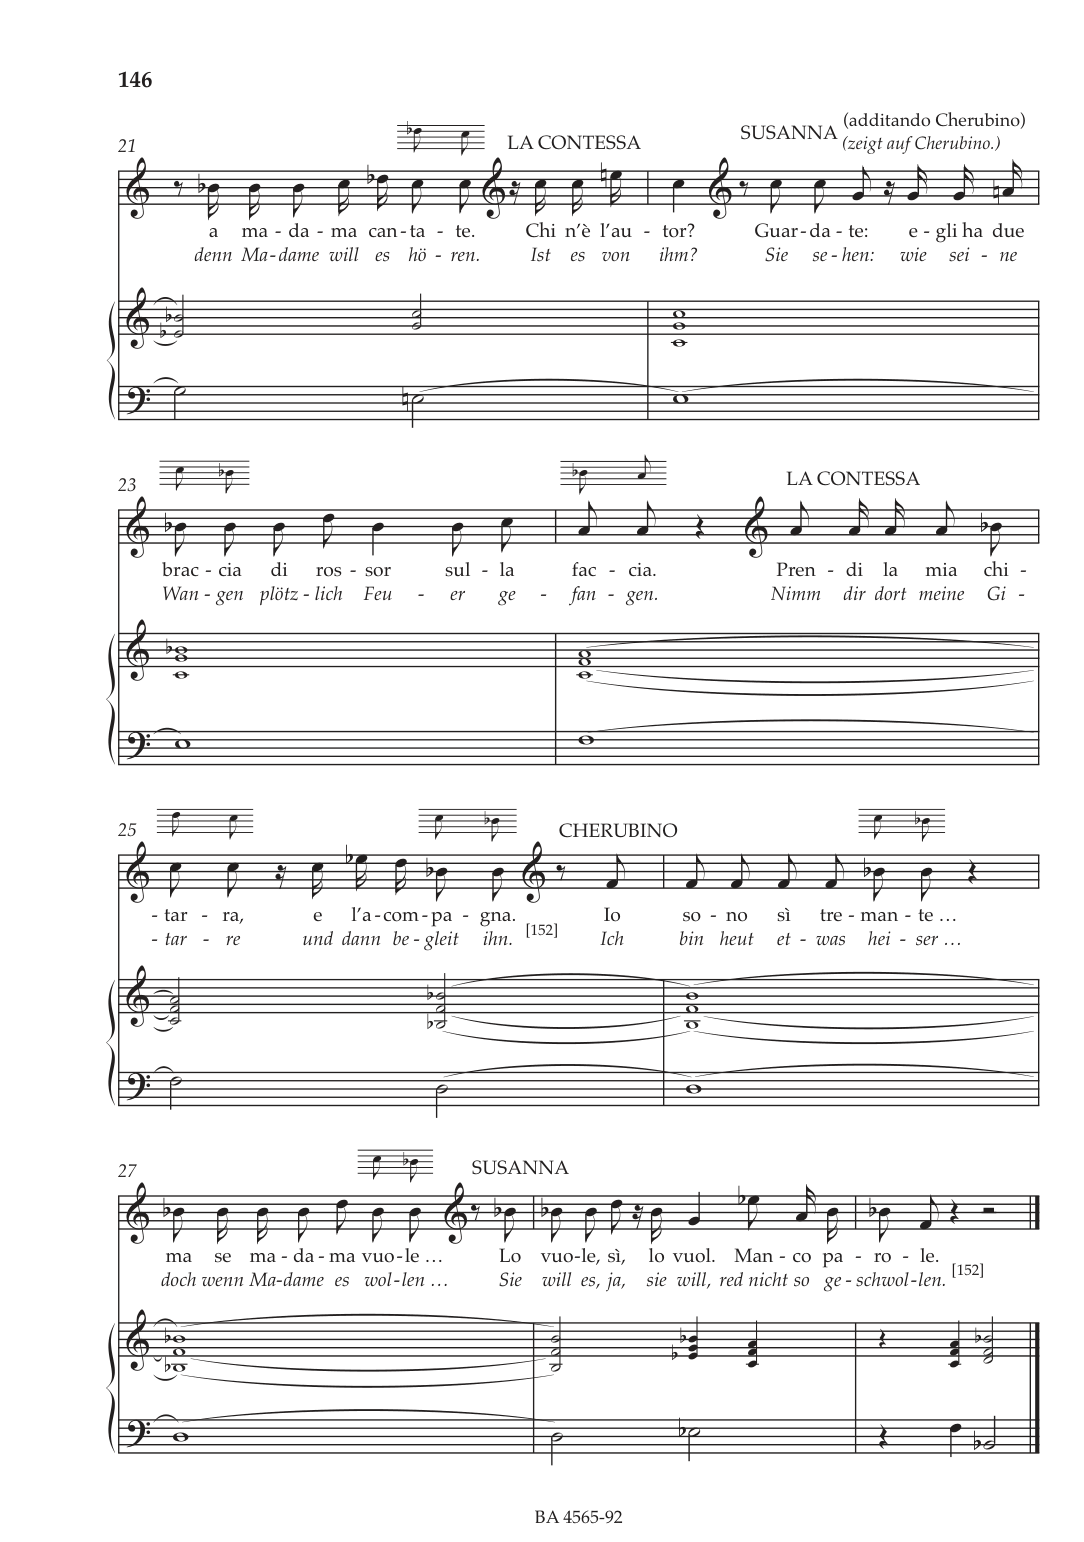 146
(additando Cherubino)
21 LA CONTESSA SUSANNA (zeigt auf Cherubino.)
a ma - da - ma can - ta - te. Chi n'è l'au - tor? Guar - da - te: e - gli ha due
denn Ma - dame will es hö - ren. Ist es von ihm? Sie se - hen: wie sei - ne
23 LA CONTESSA
brac - cia di ros - sor sul - la fac - cia. Pren - di la mia chi -
Wan - gen plötz - lich Feu - er ge - fan - gen. Nimm dir dort meine Gi -
25 CHERUBINO
- tar - ra, e l'a - com - pa - gna. Io so - no sì tre - man - te …
- tar - re und dann be - gleit ihn. [152] Ich bin heut et - was hei - ser …
27 SUSANNA
ma se ma - da - ma vuo - le … Lo vuo - le, sì, lo vuol. Man - co pa - ro - le.
doch wenn Ma - dame es wol - len … Sie will es, ja, sie will, red nicht so ge - schwol - len. [152]
BA 4565-92